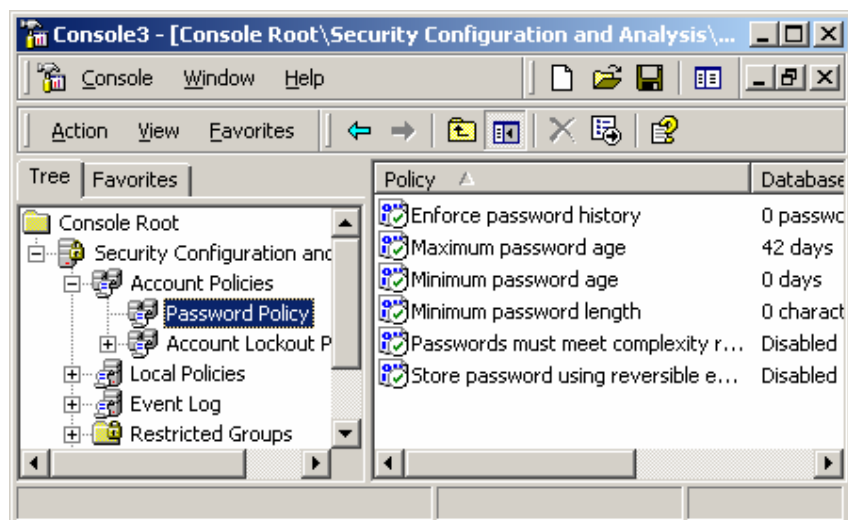 Console3 - [Console Root\Security Configuration and Analysis\...
Console Window Help
Action View Favorites
Tree Favorites
Console Root
Security Configuration and
Account Policies
Password Policy
Account Lockout P
Local Policies
Event Log
Restricted Groups
Policy Database
Enforce password history 0 passwo
Maximum password age 42 days
Minimum password age 0 days
Minimum password length 0 charact
Passwords must meet complexity r... Disabled
Store password using reversible e... Disabled